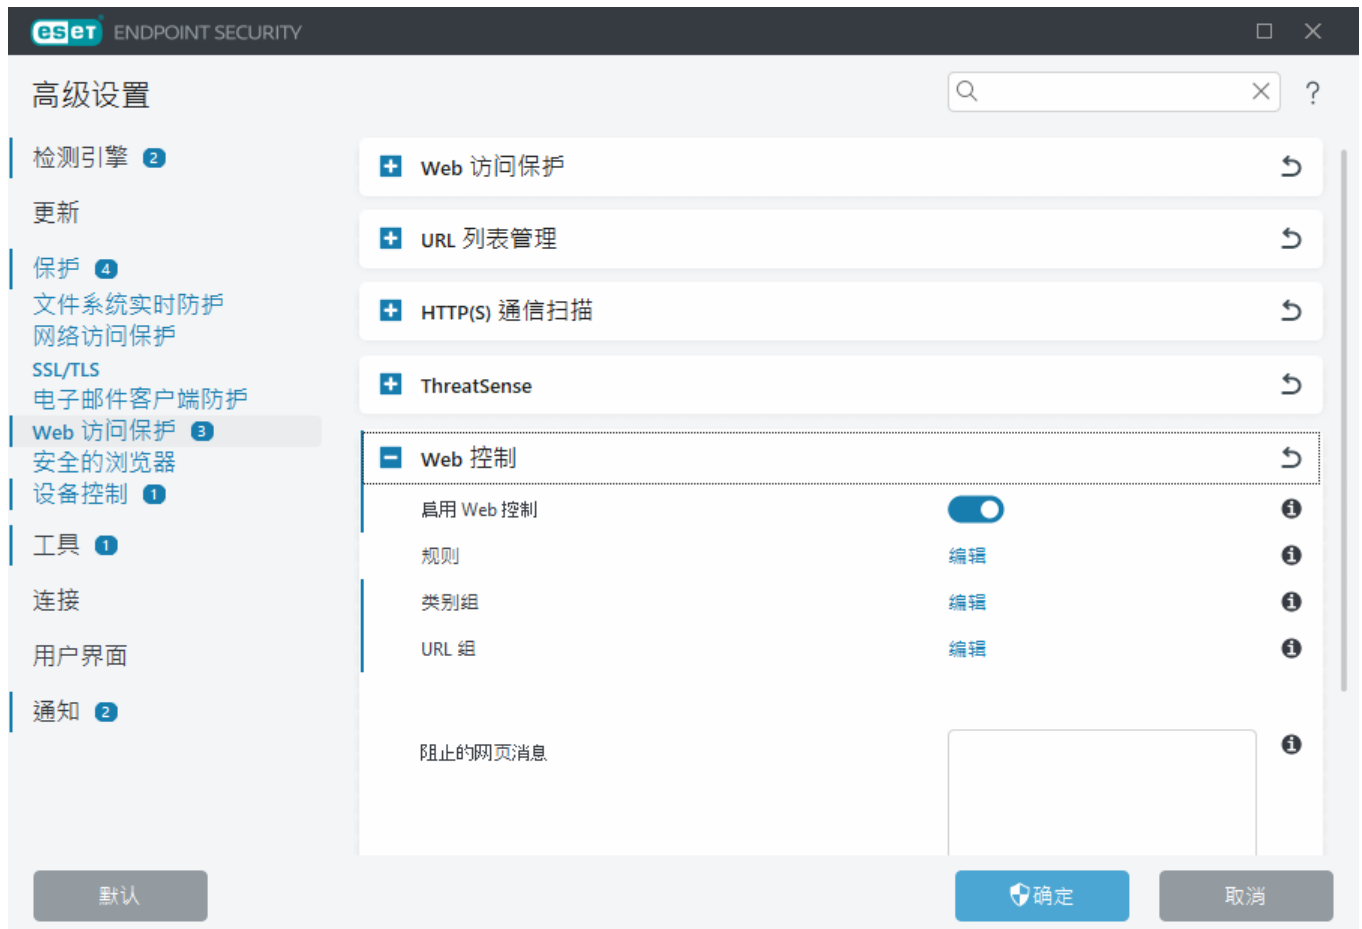 eset ENDPOINT SECURITY
高级设置
?
检测引擎 2
更新
保护 4
文件系统实时防护
网络访问保护
SSL/TLS
电子邮件客户端防护
Web 访问保护 3
安全的浏览器
设备控制 1
工具 1
连接
用户界面
通知 2
Web 访问保护
URL 列表管理
HTTP(S) 通信扫描
ThreatSense
Web 控制
启用 Web 控制
规则 编辑
类别组 编辑
URL 组 编辑
阻止的网页消息
默认 确定 取消